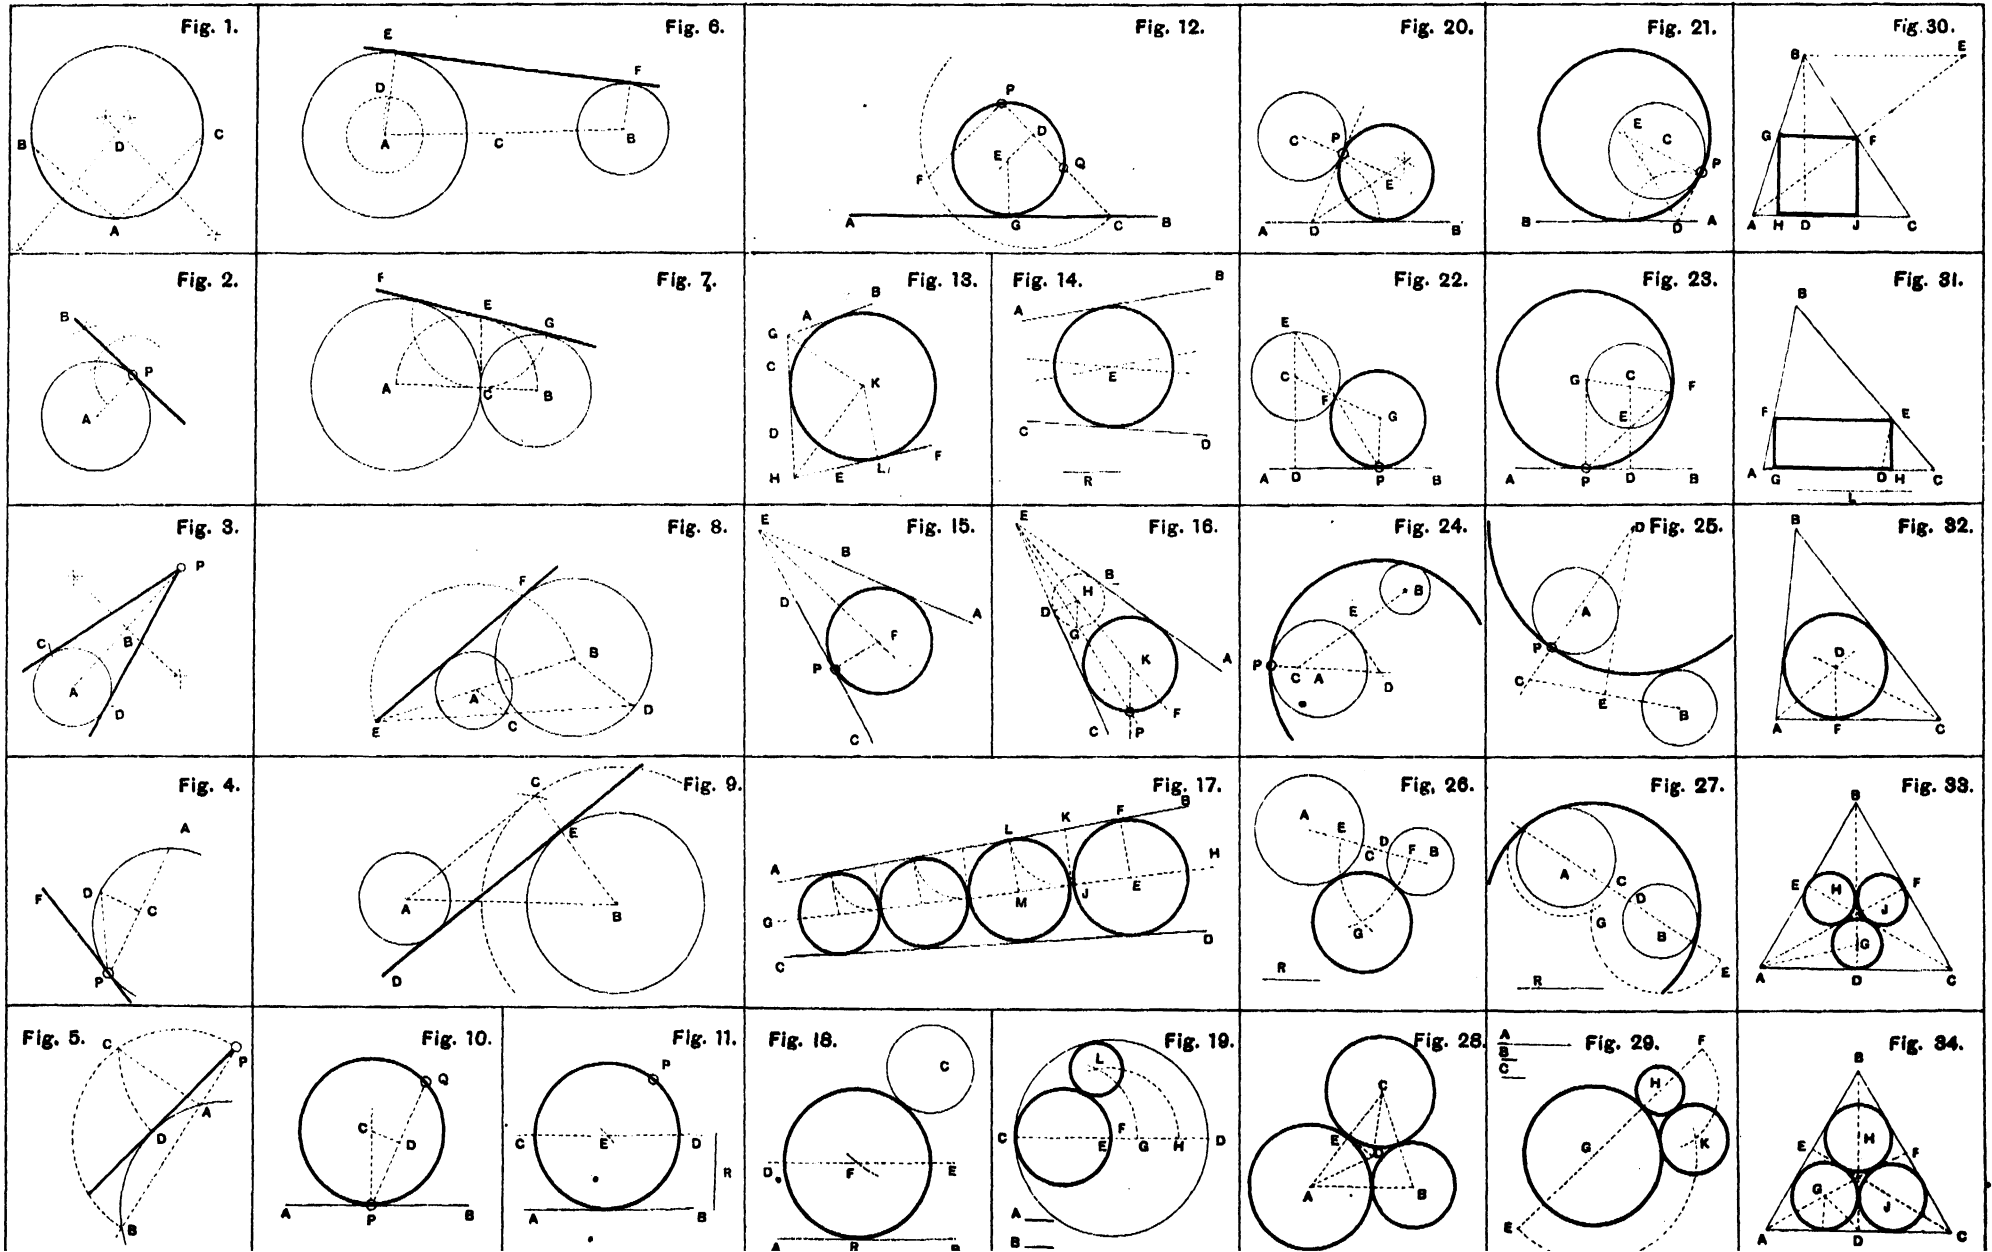 Fig. 1.
B
D
C
A
Fig. 6.
E
D
A
C
F
B
Fig. 12.
P
D
E
Q
F
A
G
C
B
Fig. 20.
C
P
E
A
D
B
Fig. 21.
E
C
P
B
D
A
Fig. 30.
B
E
G
F
A
H
D
J
C
Fig. 2.
B
P
A
Fig. 7.
F
E
G
A
C
B
Fig. 13.
B
A
G
C
K
D
F
H
E
L
Fig. 14.
B
A
E
C
D
R
Fig. 22.
E
C
F
G
A
D
P
B
Fig. 23.
G
C
F
E
A
P
D
B
Fig. 31.
B
F
E
A
G
D
H
C
L
Fig. 3.
P
C
B
A
D
Fig. 8.
F
B
A
C
D
E
Fig. 15.
E
B
D
A
F
P
C
Fig. 16.
E
B
H
D
G
K
A
F
C
P
Fig. 24.
B
E
P
C
A
D
Fig. 25.
D
A
P
C
E
B
Fig. 32.
B
D
A
F
C
Fig. 4.
A
D
F
C
P
Fig. 9.
C
E
A
B
D
Fig. 17.
B
F
K
L
A
H
E
J
M
G
D
C
Fig. 26.
A
E
D
C
F
B
G
R
Fig. 27.
A
C
D
G
B
E
R
Fig. 33.
B
E
H
F
J
G
A
D
C
Fig. 5.
C
P
A
D
B
Fig. 10.
Q
C
D
A
P
B
Fig. 11.
P
C
E
D
R
A
B
Fig. 18.
C
D
F
E
A
B
Fig. 19.
L
C
E
F
G
H
D
A
B
Fig. 28.
C
E
A
B
Fig. 29.
A
B
C
F
H
G
K
E
Fig. 34.
B
E
H
F
G
J
A
D
C